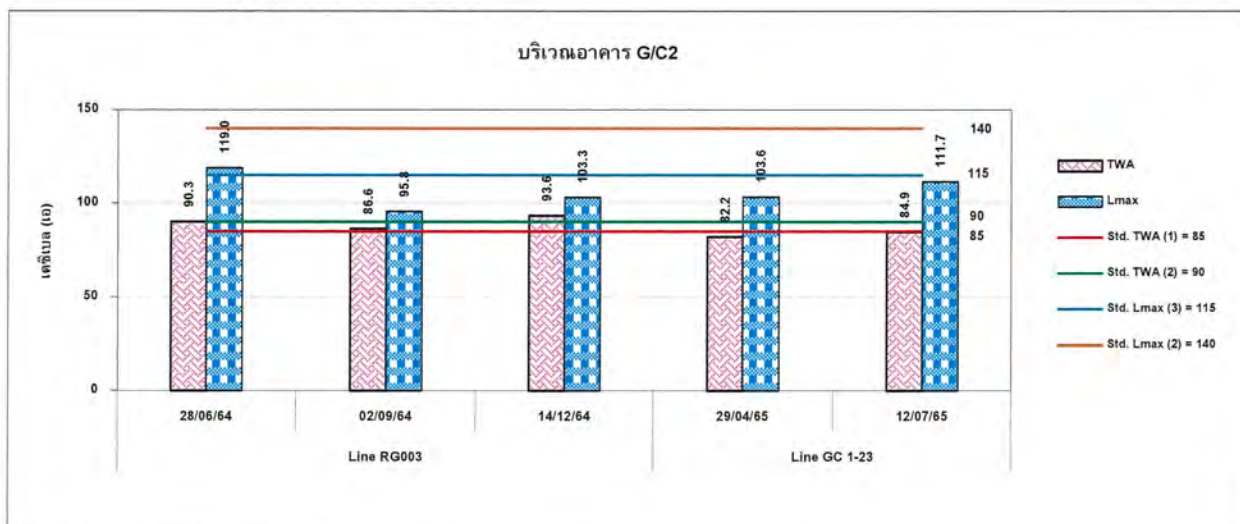 บริเวณอาคาร G/C2
เดซิเบล (เอ)
150
100
50
0
90.3
119.0
86.6
95.8
93.6
103.3
82.2
103.6
84.9
111.7
140
115
90
85
28/06/64
02/09/64
14/12/64
29/04/65
12/07/65
Line RG003
Line GC 1-23
TWA
Lmax
Std. TWA (1) = 85
Std. TWA (2) = 90
Std. Lmax (3) = 115
Std. Lmax (2) = 140